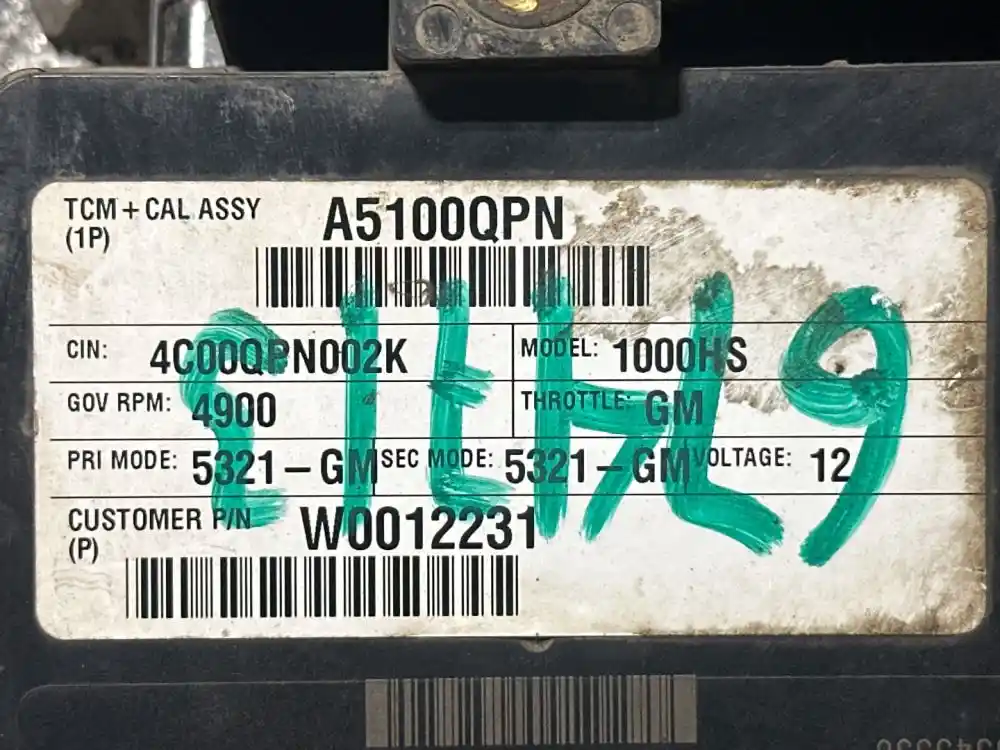 TCM + CAL ASSY A5100QPN
(1P)
CIN: 4C00QPN002K MODEL: 1000HS
GOV RPM: 4900 THROTTLE: GM
PRI MODE: 5321-GM SEC MODE: 5321-GM VOLTAGE: 12
CUSTOMER P/N W0012231
(P)